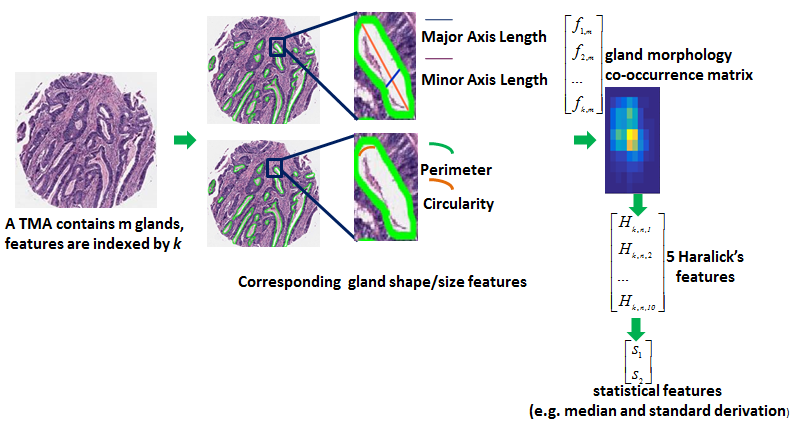 A TMA contains m glands,
features are indexed by k
Major Axis Length
Minor Axis Length
Perimeter
Circularity
Corresponding gland shape/size features
f1,m
f2,m
...
fk,m
gland morphology
co-occurrence matrix
Hk,n,1
Hk,n,2
...
Hk,n,10
5 Haralick's
features
S1
S2
statistical features
(e.g. median and standard derivation)